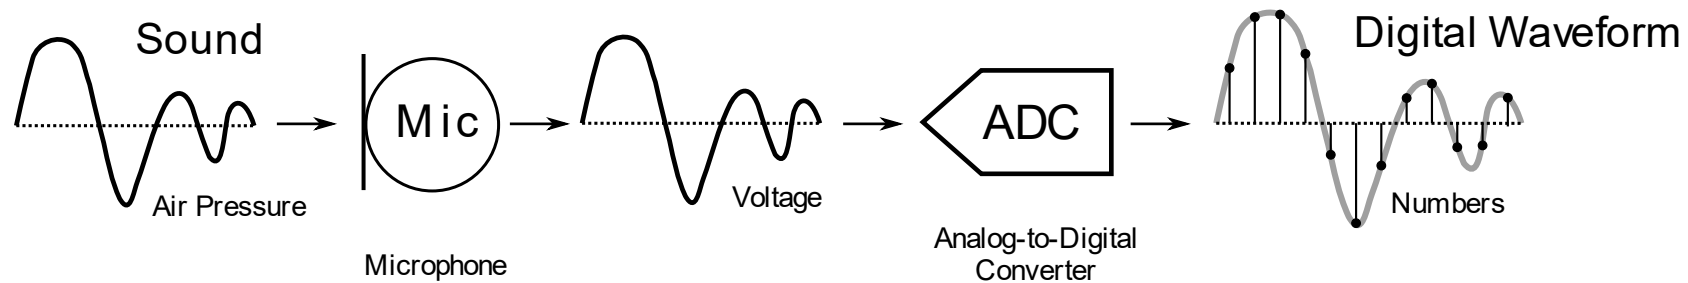 Sound
Air Pressure
Mic
Microphone
Voltage
ADC
Analog-to-Digital
Converter
Digital Waveform
Numbers